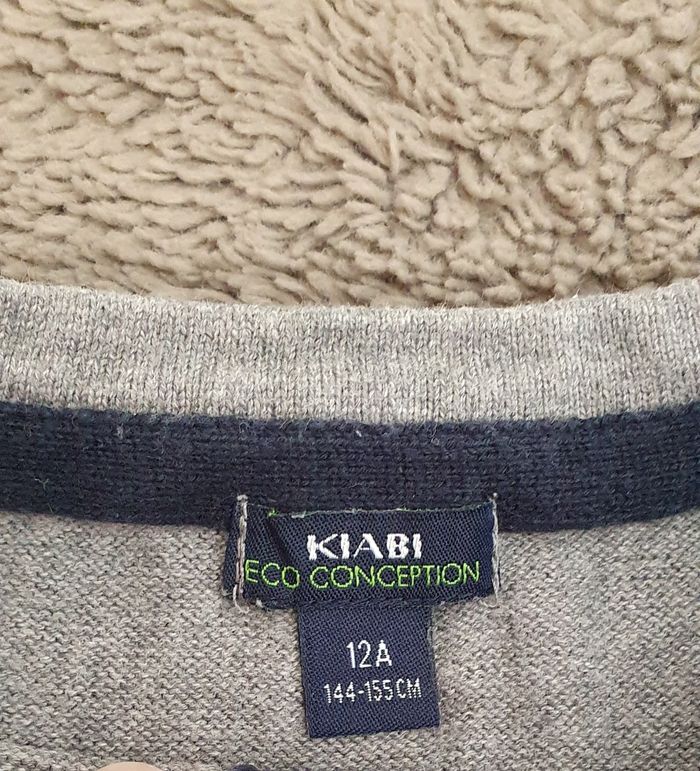 KIABI
ECO CONCEPTION
12A
144-155CM